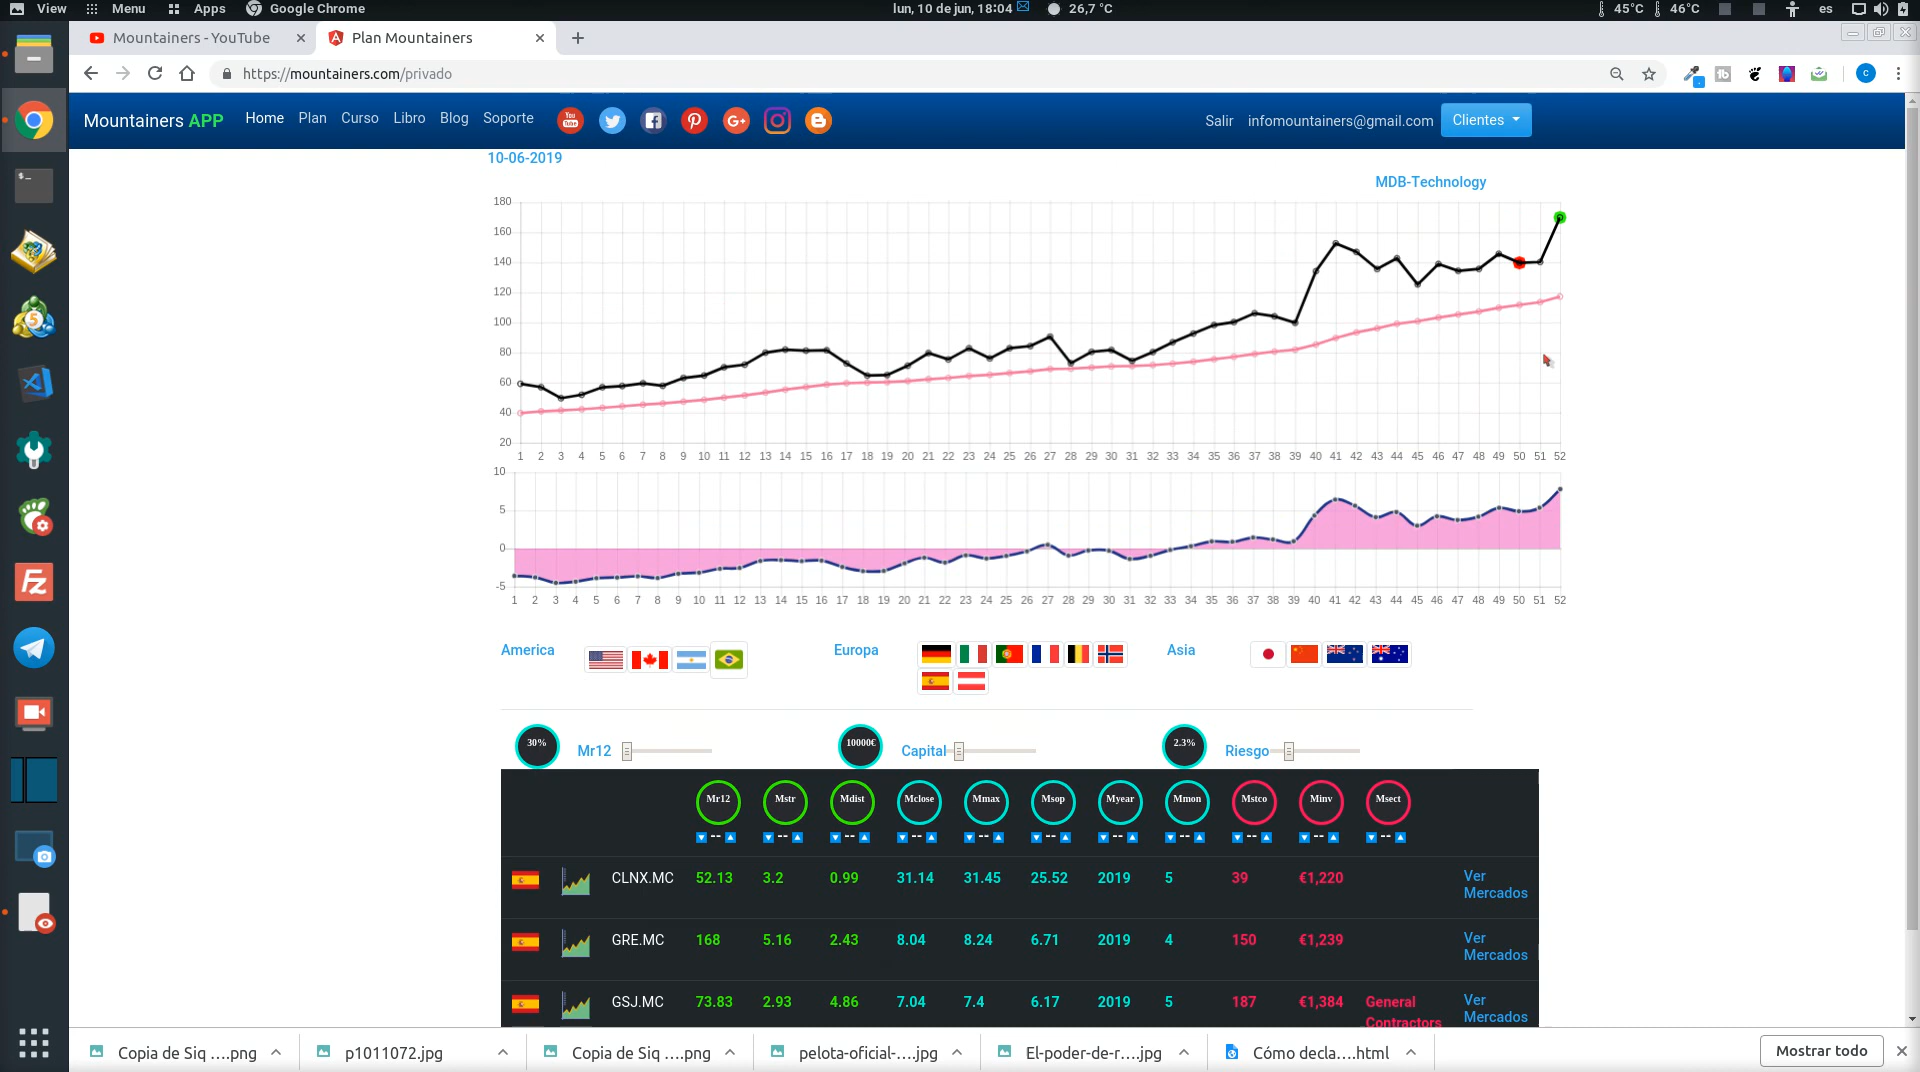 View Menu Apps Google Chrome lun, 10 de jun, 18:04 26,7 °C 45°C 46°C es
Mountainers - YouTube Plan Mountainers
https://mountainers.com/privado
Mountainers APP Home Plan Curso Libro Blog Soporte You Tube Salir infomountainers@gmail.com Clientes
10-06-2019
MDB-Technology
180
160
140
120
100
80
60
40
20
1 2 3 4 5 6 7 8 9 10 11 12 13 14 15 16 17 18 19 20 21 22 23 24 25 26 27 28 29 30 31 32 33 34 35 36 37 38 39 40 41 42 43 44 45 46 47 48 49 50 51 52
10
5
0
-5
1 2 3 4 5 6 7 8 9 10 11 12 13 14 15 16 17 18 19 20 21 22 23 24 25 26 27 28 29 30 31 32 33 34 35 36 37 38 39 40 41 42 43 44 45 46 47 48 49 50 51 52
America Europa Asia
30% Mr12 10000€ Capital 2.3% Riesgo
Mr12 Mstr Mdist Mclose Mmax Msop Myear Mmon Mstco Minv Msect
-- -- -- -- -- -- -- -- -- -- --
CLNX.MC 52.13 3.2 0.99 31.14 31.45 25.52 2019 5 39 €1,220 Ver
Mercados
GRE.MC 168 5.16 2.43 8.04 8.24 6.71 2019 4 150 €1,239 Ver
Mercados
GSJ.MC 73.83 2.93 4.86 7.04 7.4 6.17 2019 5 187 €1,384 General Ver
Contractors Mercados
Copia de Siq ....png p1011072.jpg Copia de Siq ....png pelota-oficial-....jpg El-poder-de-r....jpg Cómo decla....html Mostrar todo